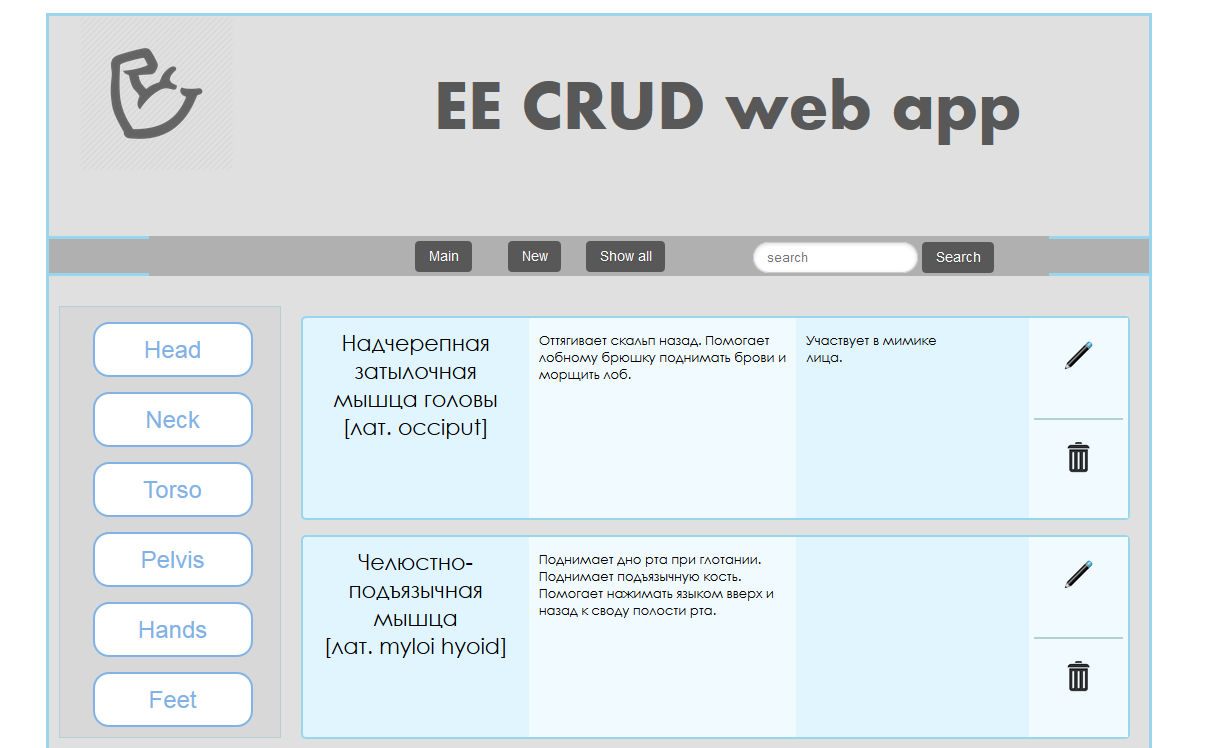 EE CRUD web app
Main
New
Show all
search
Search
Head
Neck
Torso
Pelvis
Hands
Feet
Надчерепная
затылочная
мышца головы
[лат. occiput]
Оттягивает скальп назад. Помогает
лобному брюшку поднимать брови и
морщить лоб.
Участвует в мимике
лица.
Челюстно-
подъязычная
мышца
[лат. myloi hyoid]
Поднимает дно рта при глотании.
Поднимает подъязычную кость.
Помогает нажимать языком вверх и
назад к своду полости рта.